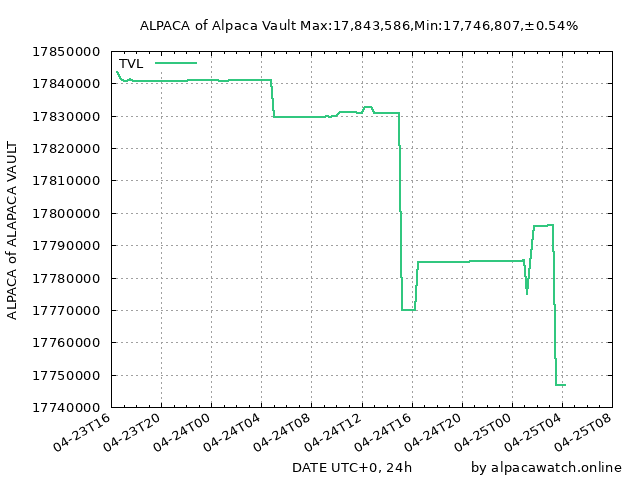 ALPACA of Alpaca Vault Max:17,843,586,Min:17,746,807,±0.54%
TVL
ALPACA of ALAPACA VAULT
17850000
17840000
17830000
17820000
17810000
17800000
17790000
17780000
17770000
17760000
17750000
17740000
04-23T16
04-23T20
04-24T00
04-24T04
04-24T08
04-24T12
04-24T16
04-24T20
04-25T00
04-25T04
04-25T08
DATE UTC+0, 24h
by alpacawatch.online